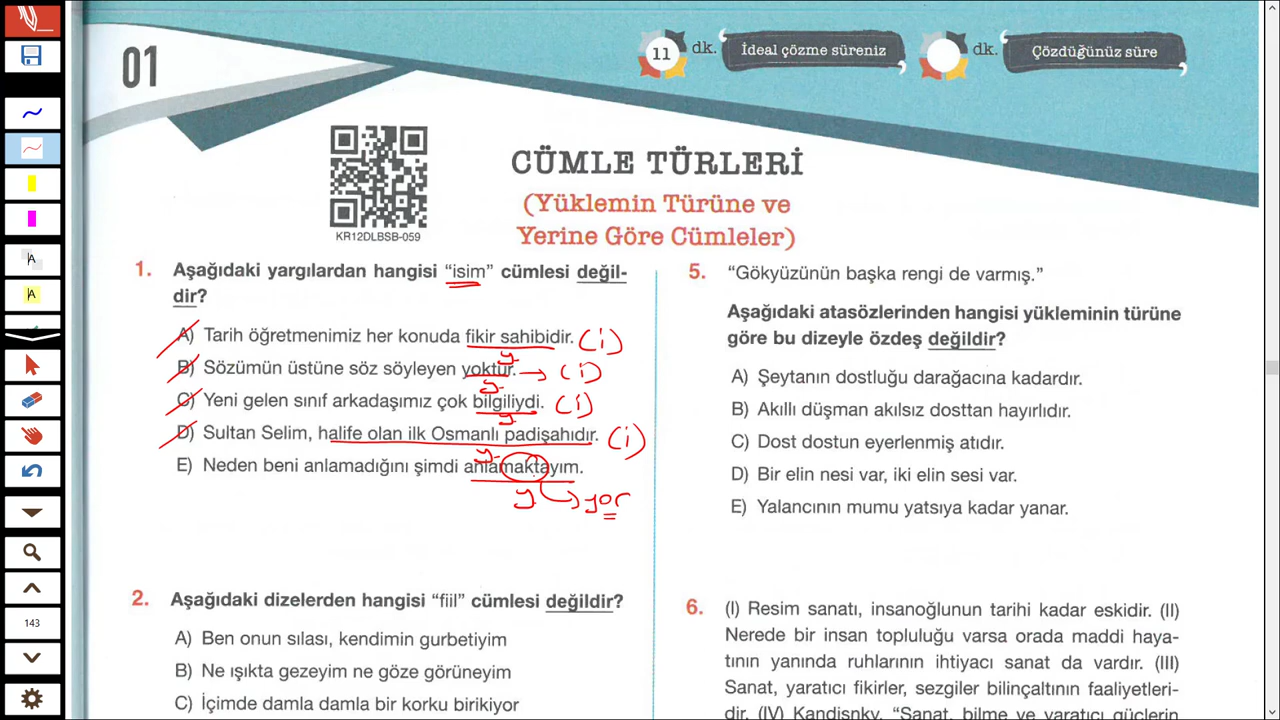 01
11 dk. İdeal çözme süreniz
dk. Çözdüğünüz süre
KR12DLBSB-059
CÜMLE TÜRLERİ
(Yüklemin Türüne ve
Yerine Göre Cümleler)
1. Aşağıdaki yargılardan hangisi “isim” cümlesi değil-
dir?
A) Tarih öğretmenimiz her konuda fikir sahibidir. (i)
y
B) Sözümün üstüne söz söyleyen yoktur. → (i)
y
C) Yeni gelen sınıf arkadaşımız çok bilgiliydi. (i)
y
D) Sultan Selim, halife olan ilk Osmanlı padişahıdır. (i)
y
E) Neden beni anlamadığını şimdi anlamaktayım.
y yor
2. Aşağıdaki dizelerden hangisi “fiil” cümlesi değildir?
A) Ben onun sılası, kendimin gurbetiyim
B) Ne ışıkta gezeyim ne göze görüneyim
C) İçimde damla damla bir korku birikiyor
5. “Gökyüzünün başka rengi de varmış.”
Aşağıdaki atasözlerinden hangisi yükleminin türüne
göre bu dizeyle özdeş değildir?
A) Şeytanın dostluğu darağacına kadardır.
B) Akıllı düşman akılsız dosttan hayırlıdır.
C) Dost dostun eyerlenmiş atıdır.
D) Bir elin nesi var, iki elin sesi var.
E) Yalancının mumu yatsıya kadar yanar.
6. (I) Resim sanatı, insanoğlunun tarihi kadar eskidir. (II)
Nerede bir insan topluluğu varsa orada maddi haya-
tının yanında ruhlarının ihtiyacı sanat da vardır. (III)
Sanat, yaratıcı fikirler, sezgiler bilinçaltının faaliyetleri-
dir. (IV) Kandisnky, “Sanat, bilme ve yaratıcı güçlerin
A
A
143